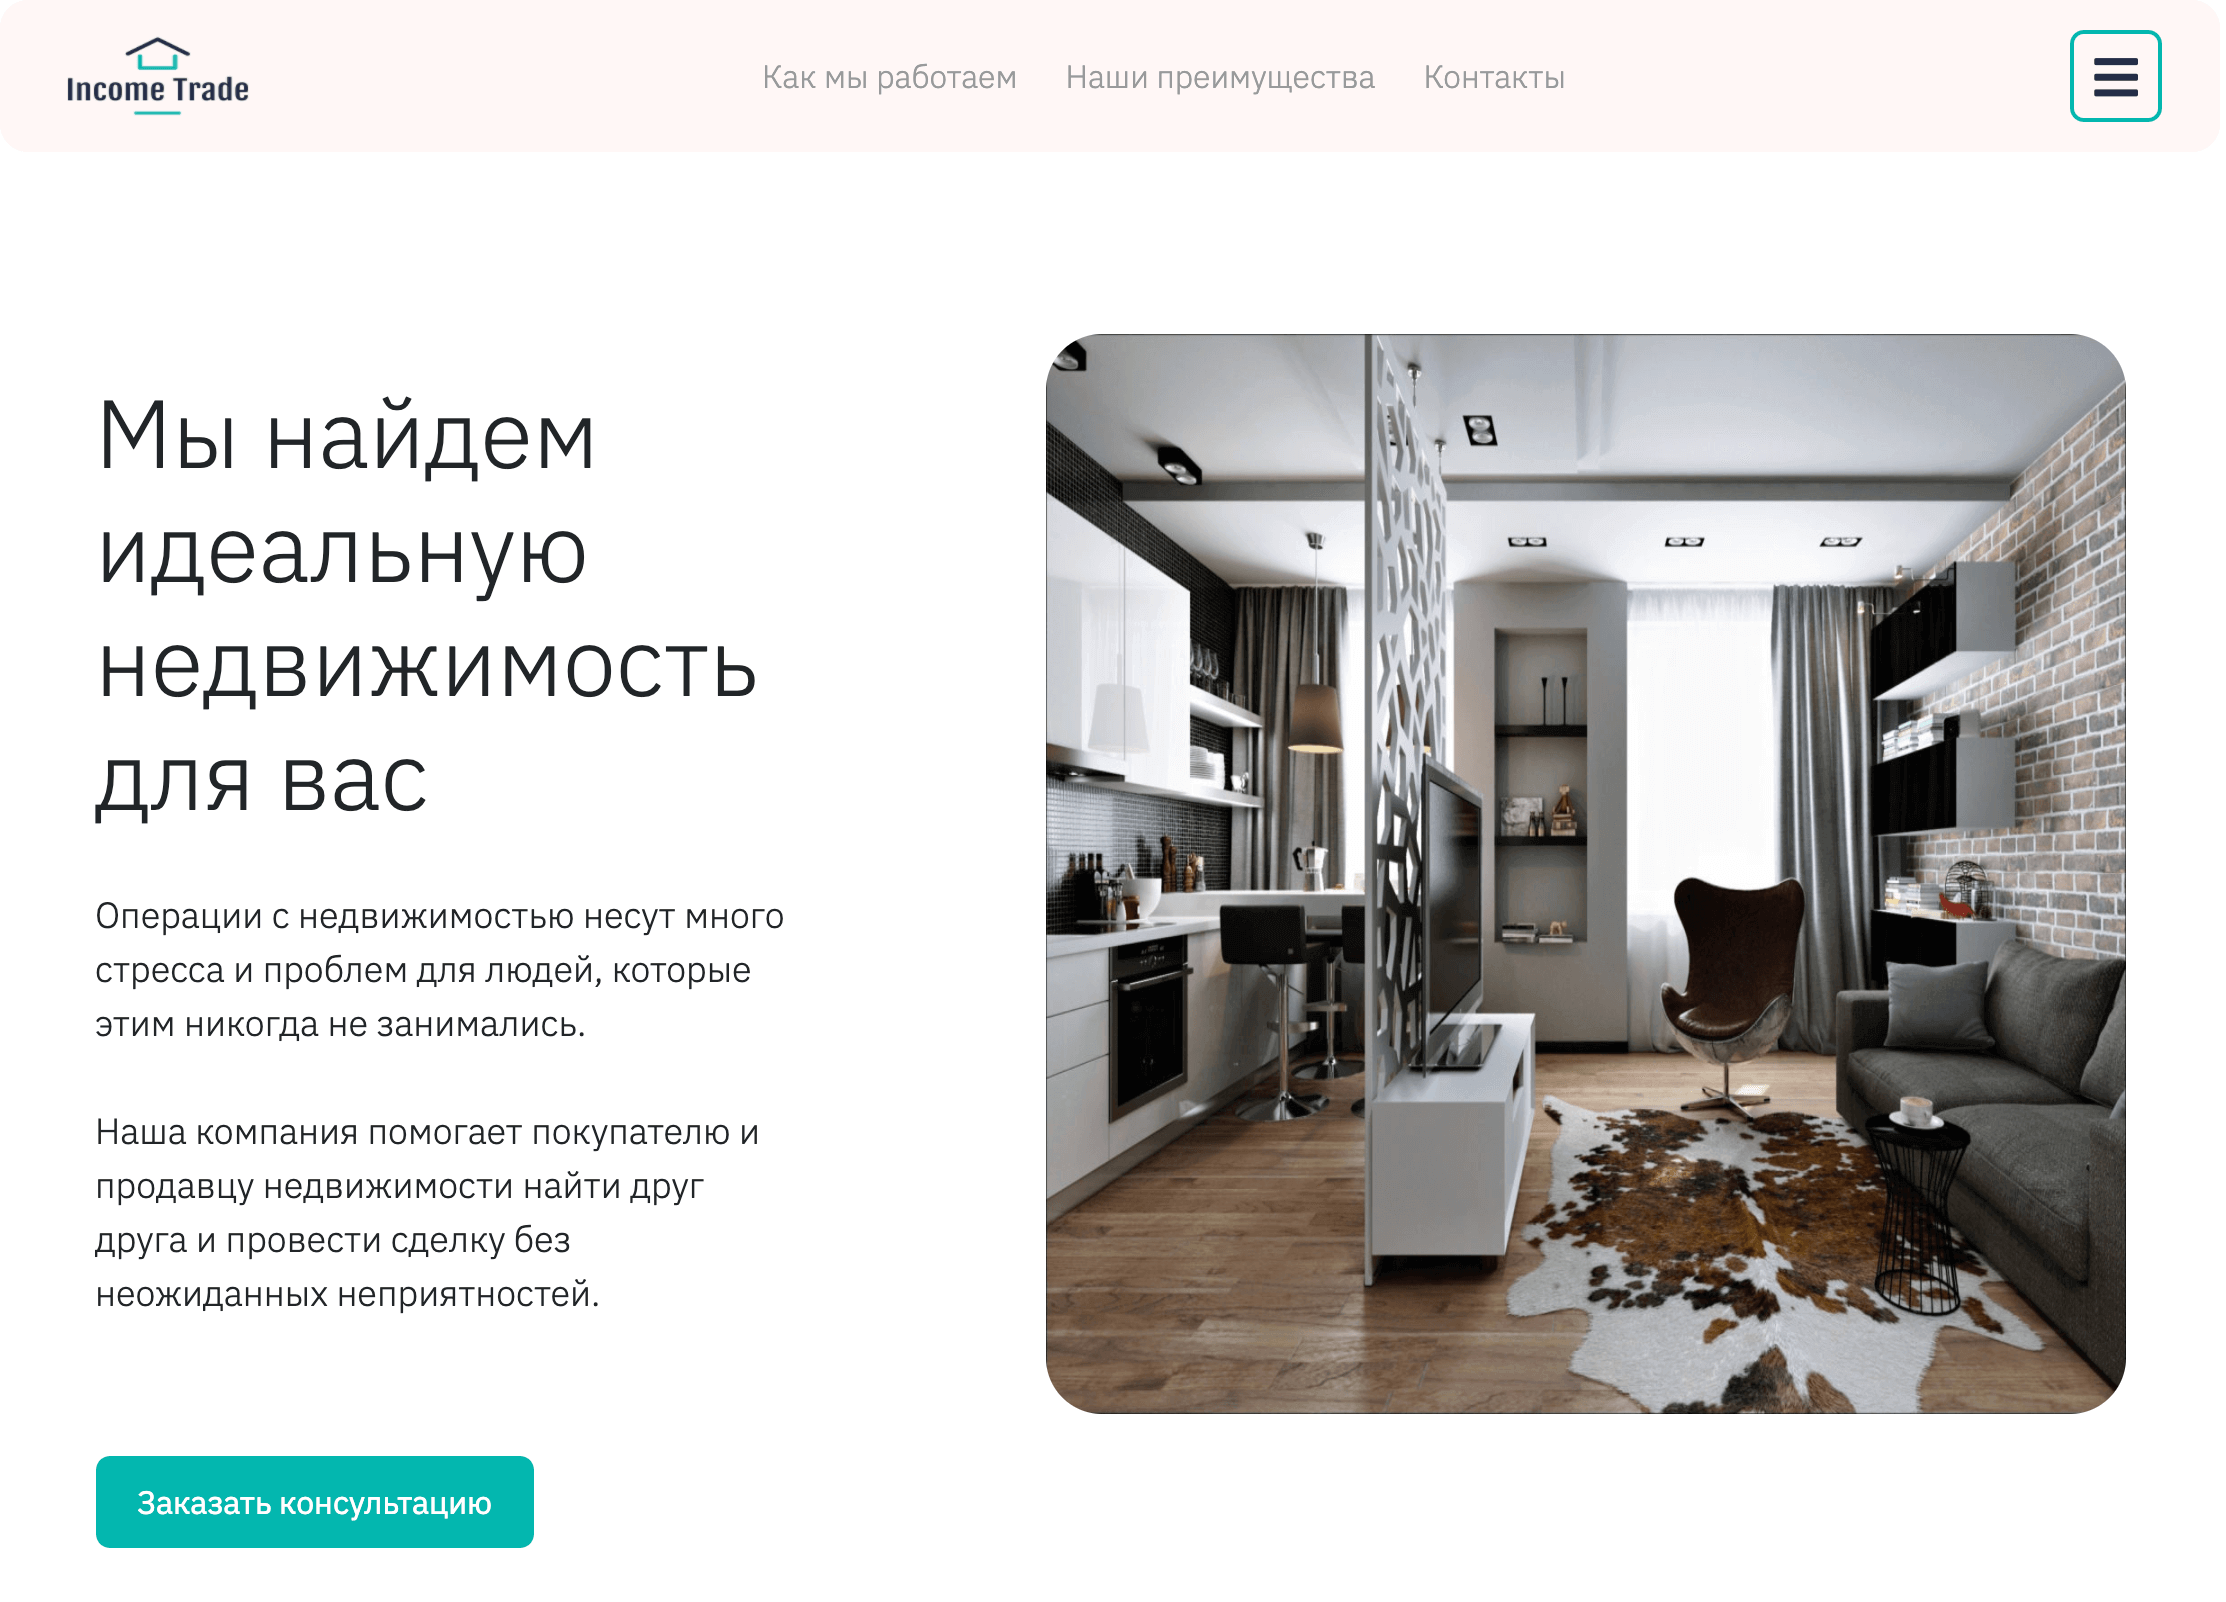 Income Trade
Как мы работаем
Наши преимущества
Контакты
Мы найдем
идеальную
недвижимость
для вас
Операции с недвижимостью несут много
стресса и проблем для людей, которые
этим никогда не занимались.
Наша компания помогает покупателю и
продавцу недвижимости найти друг
друга и провести сделку без
неожиданных неприятностей.
Заказать консультацию